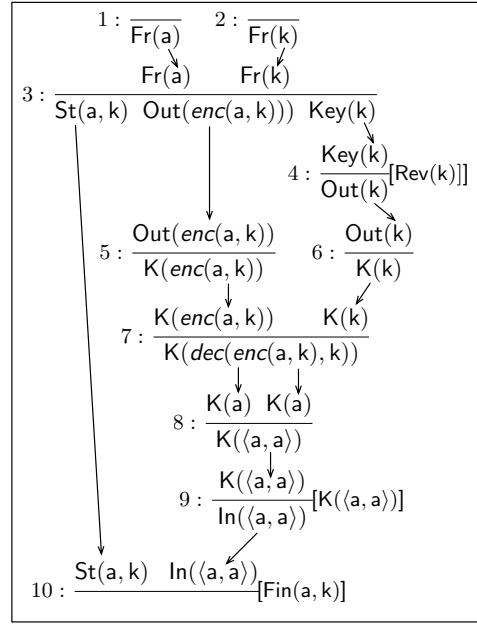 1 : Fr(a) 2 : Fr(k)
Fr(a) Fr(k)
3 :
St(a, k) Out(enc(a, k))) Key(k)
Key(k)
4 : [Rev(k)]]
Out(k)
Out(enc(a, k)) Out(k)
5 : 6 :
K(enc(a, k)) K(k)
K(enc(a, k)) K(k)
7 :
K(dec(enc(a, k), k))
K(a) K(a)
8 :
K(⟨a, a⟩)
K(⟨a, a⟩)
9 : [K(⟨a, a⟩)]
In(⟨a, a⟩)
St(a, k) In(⟨a, a⟩)
10 : [Fin(a, k)]